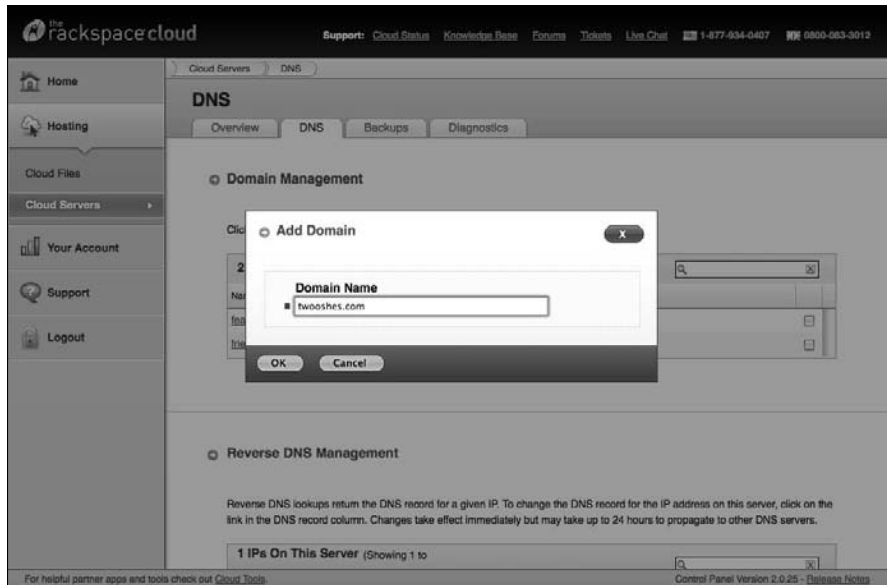 the
rackspacecloud
Support: Cloud Status Knowledge Base Forums Tickets Live Chat 1-877-934-0407 0800-083-3012
Home
Hosting
Cloud Files
Cloud Servers
Your Account
Support
Logout
Cloud Servers DNS
DNS
Overview DNS Backups Diagnostics
Domain Management
Add Domain
X
Domain Name
twooshes.com
OK Cancel
Reverse DNS Management
Reverse DNS lookups return the DNS record for a given IP. To change the DNS record for the IP address on this server, click on the
link in the DNS record column. Changes take effect immediately but may take up to 24 hours to propagate to other DNS servers.
1 IPs On This Server (Showing 1 to
For helpful partner apps and tools check out Cloud Tools.
Control Panel Version 2.0.25 - Release Notes